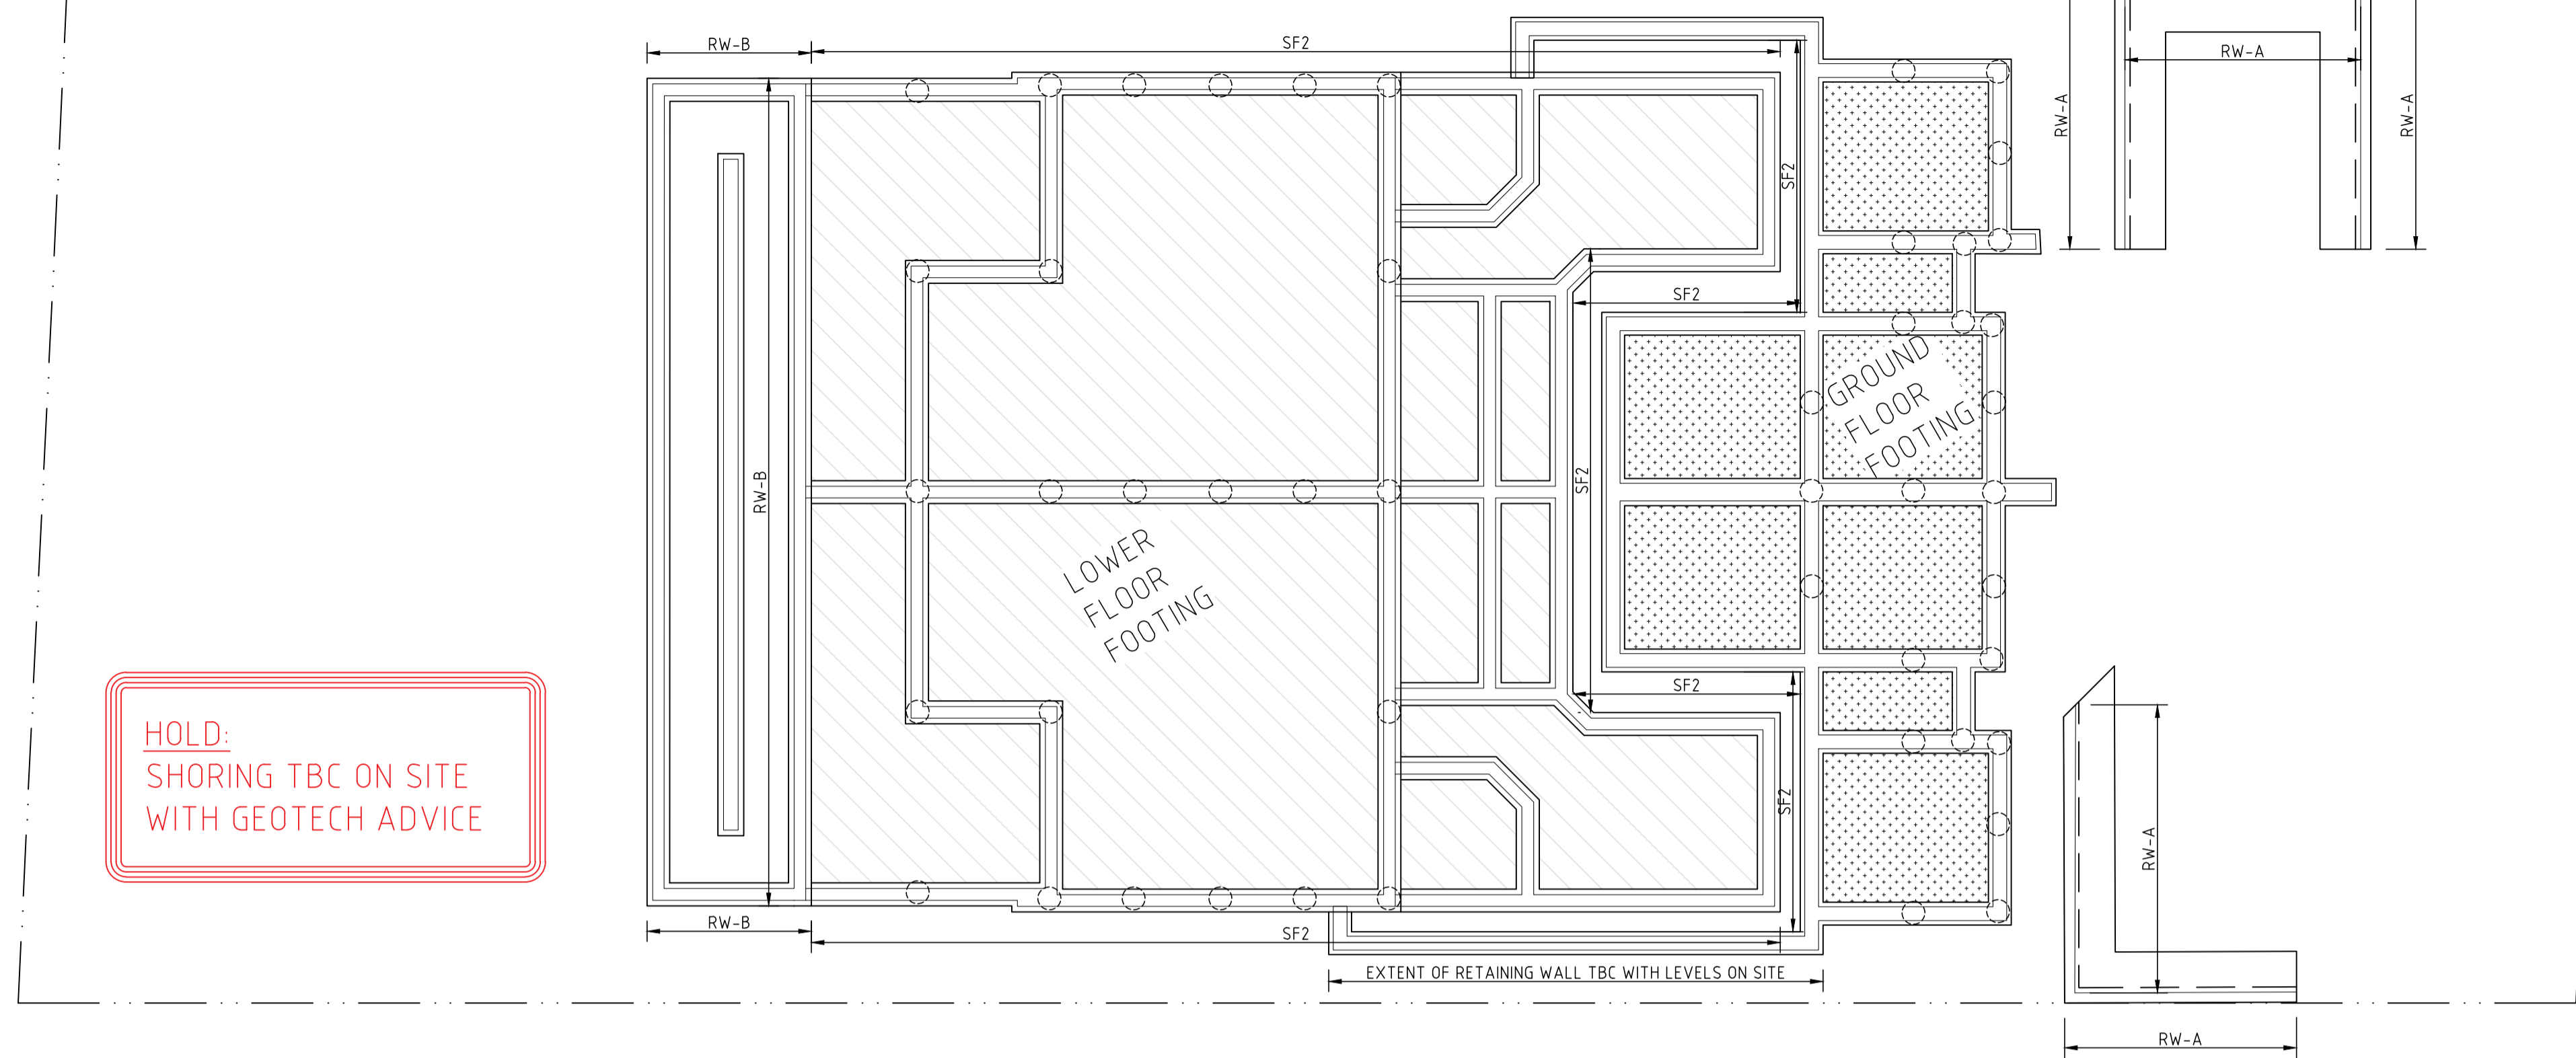 RW-B
SF2
RW-A
RW-A
RW-A
SF2
SF2
GROUND
FLOOR
FOOTING
SF2
RW-B
LOWER
FLOOR
FOOTING
SF2
HOLD:
SHORING TBC ON SITE
WITH GEOTECH ADVICE
SF2
RW-A
RW-B
SF2
EXTENT OF RETAINING WALL TBC WITH LEVELS ON SITE
RW-A